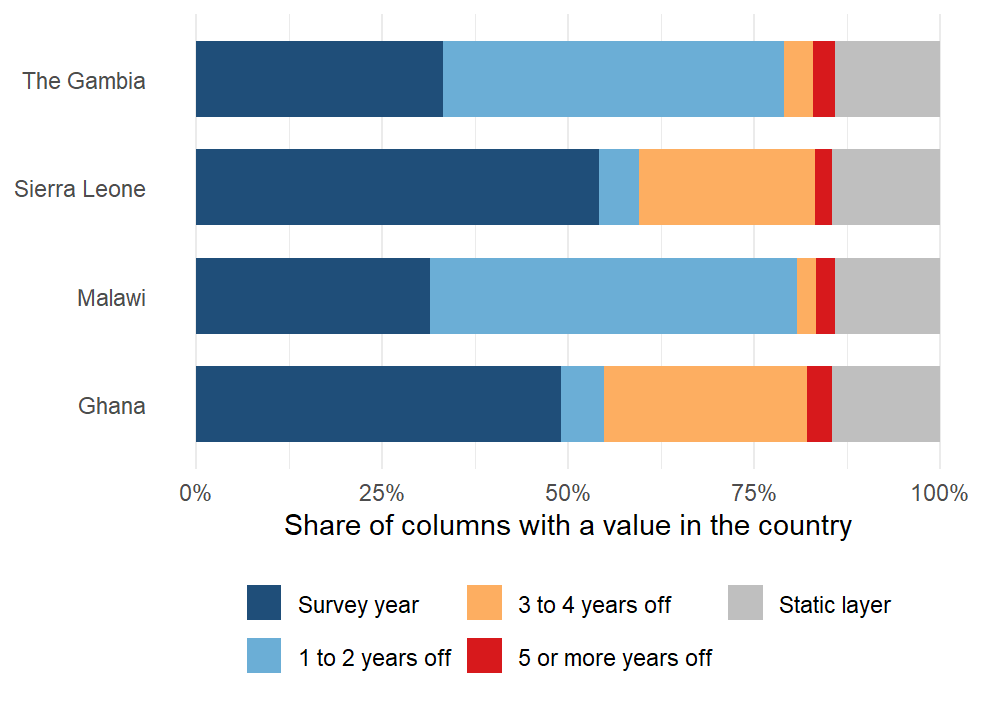 The Gambia
Sierra Leone
Malawi
Ghana
0% 25% 50% 75% 100%
Share of columns with a value in the country
Survey year 3 to 4 years off Static layer
1 to 2 years off 5 or more years off